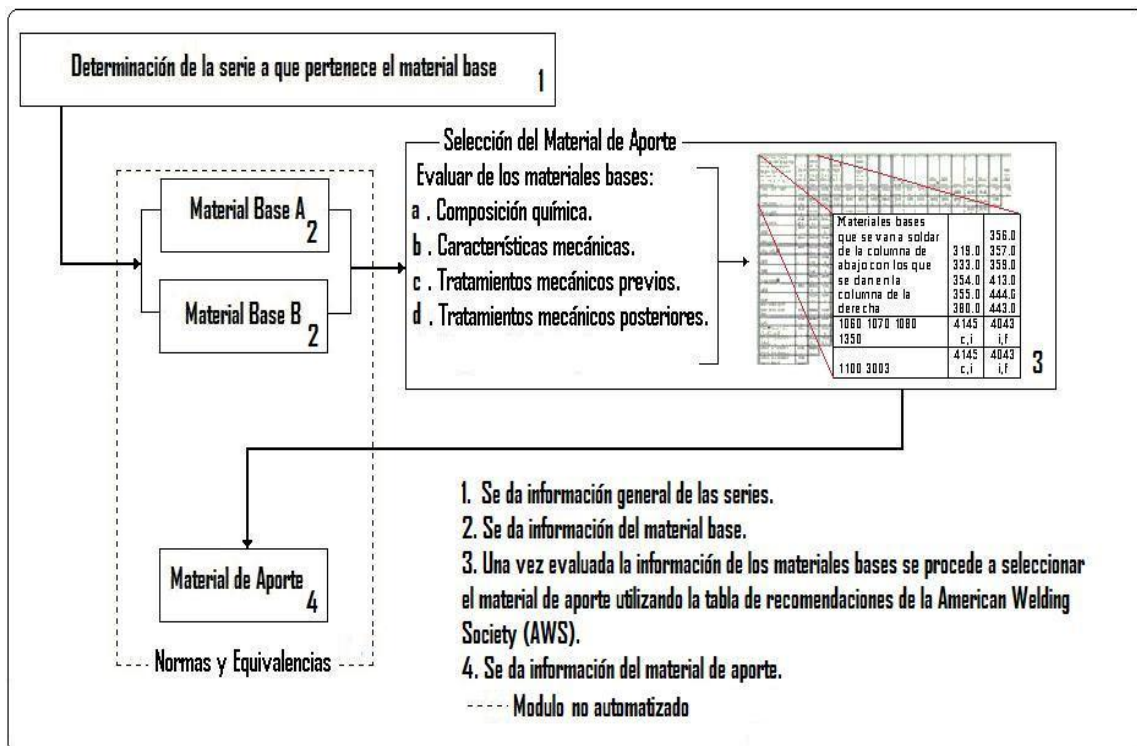 Determinación de la serie a que pertenece el material base
1
Material Base A
2
Material Base B
2
Selección del Material de Aporte
Evaluar de los materiales bases:
a . Composición química.
b . Características mecánicas.
c . Tratamientos mecánicos previos.
d . Tratamientos mecánicos posteriores.
Materiales bases
que se van a soldar
de la columna de
abajo con los que
se dan en la
columna de la
derecha
319.0
333.0
354.0
355.0
380.0
356.0
357.0
359.0
413.0
444.0
443.0
1060 1070 1080
1350
4145
c,i
4043
i,f
1100 3003
4145
c,i
4043
i,f
3
Material de Aporte
4
Normas y Equivalencias
1. Se da información general de las series.
2. Se da información del material base.
3. Una vez evaluada la información de los materiales bases se procede a seleccionar
el material de aporte utilizando la tabla de recomendaciones de la American Welding
Society (AWS).
4. Se da información del material de aporte.
----- Modulo no automatizado